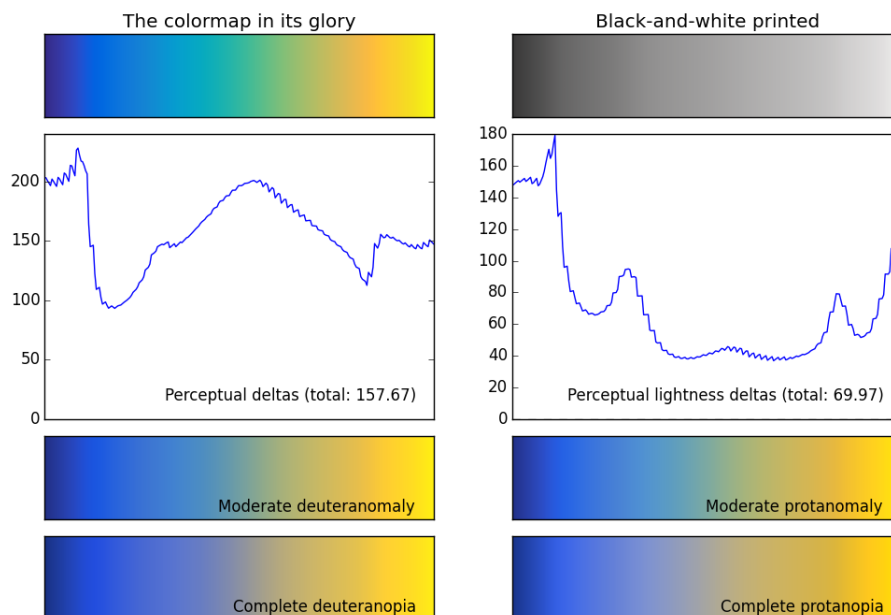 The colormap in its glory
Black-and-white printed
200
150
100
50
0
Perceptual deltas (total: 157.67)
180
160
140
120
100
80
60
40
20
0
Perceptual lightness deltas (total: 69.97)
Moderate deuteranomaly
Moderate protanomaly
Complete deuteranopia
Complete protanopia